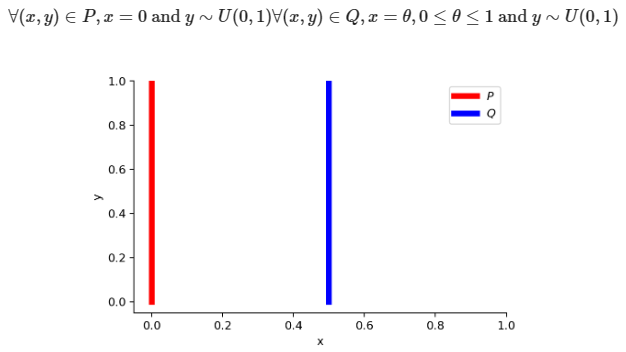 ∀(x, y) ∈ P, x = 0 and y ∼ U(0, 1)∀(x, y) ∈ Q, x = θ, 0 ≤ θ ≤ 1 and y ∼ U(0, 1)
1.0
P
Q
0.8
0.6
y
0.4
0.2
0.0
0.0 0.2 0.4 0.6 0.8 1.0
x